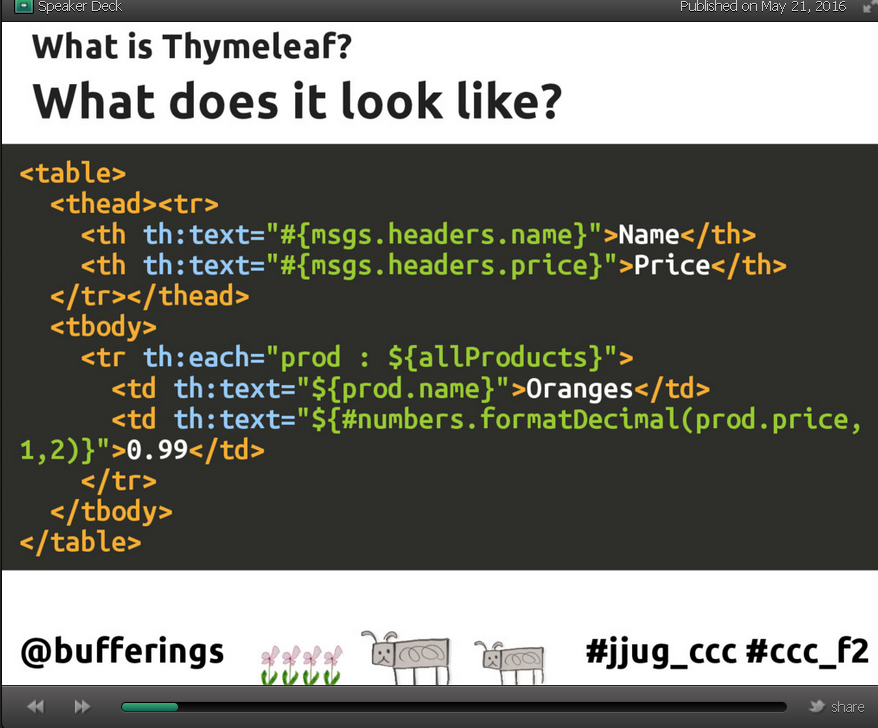 Speaker Deck
Published on May 21, 2016
What is Thymeleaf?
What does it look like?
<table>
  <thead><tr>
    <th th:text="#{msgs.headers.name}">Name</th>
    <th th:text="#{msgs.headers.price}">Price</th>
  </tr></thead>
  <tbody>
    <tr th:each="prod : ${allProducts}">
      <td th:text="${prod.name}">Oranges</td>
      <td th:text="${#numbers.formatDecimal(prod.price,
1,2)}">0.99</td>
    </tr>
  </tbody>
</table>
@bufferings
#jjug_ccc #ccc_f2
share